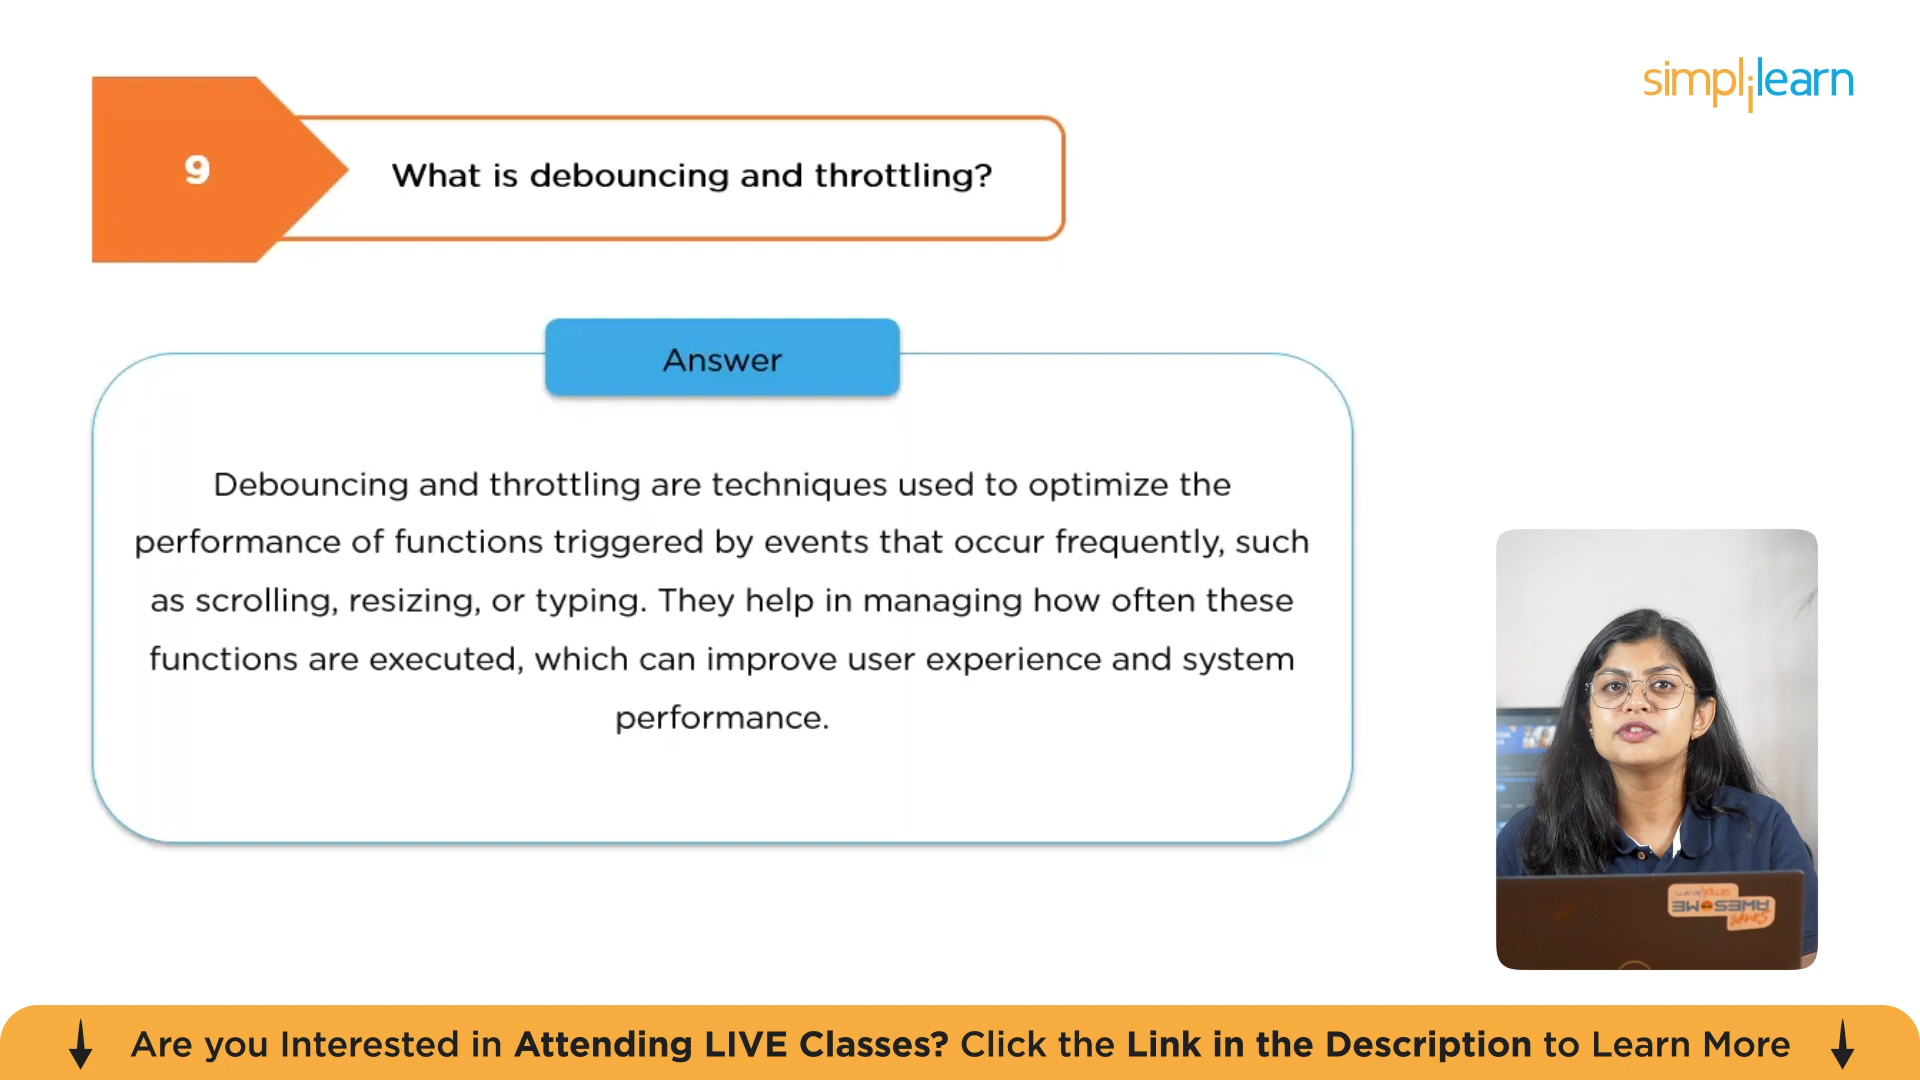 simplilearn
9
What is debouncing and throttling?
Answer
Debouncing and throttling are techniques used to optimize the
performance of functions triggered by events that occur frequently, such
as scrolling, resizing, or typing. They help in managing how often these
functions are executed, which can improve user experience and system
performance.
simplilearn
AWESOME
Simply
Are you Interested in Attending LIVE Classes? Click the Link in the Description to Learn More